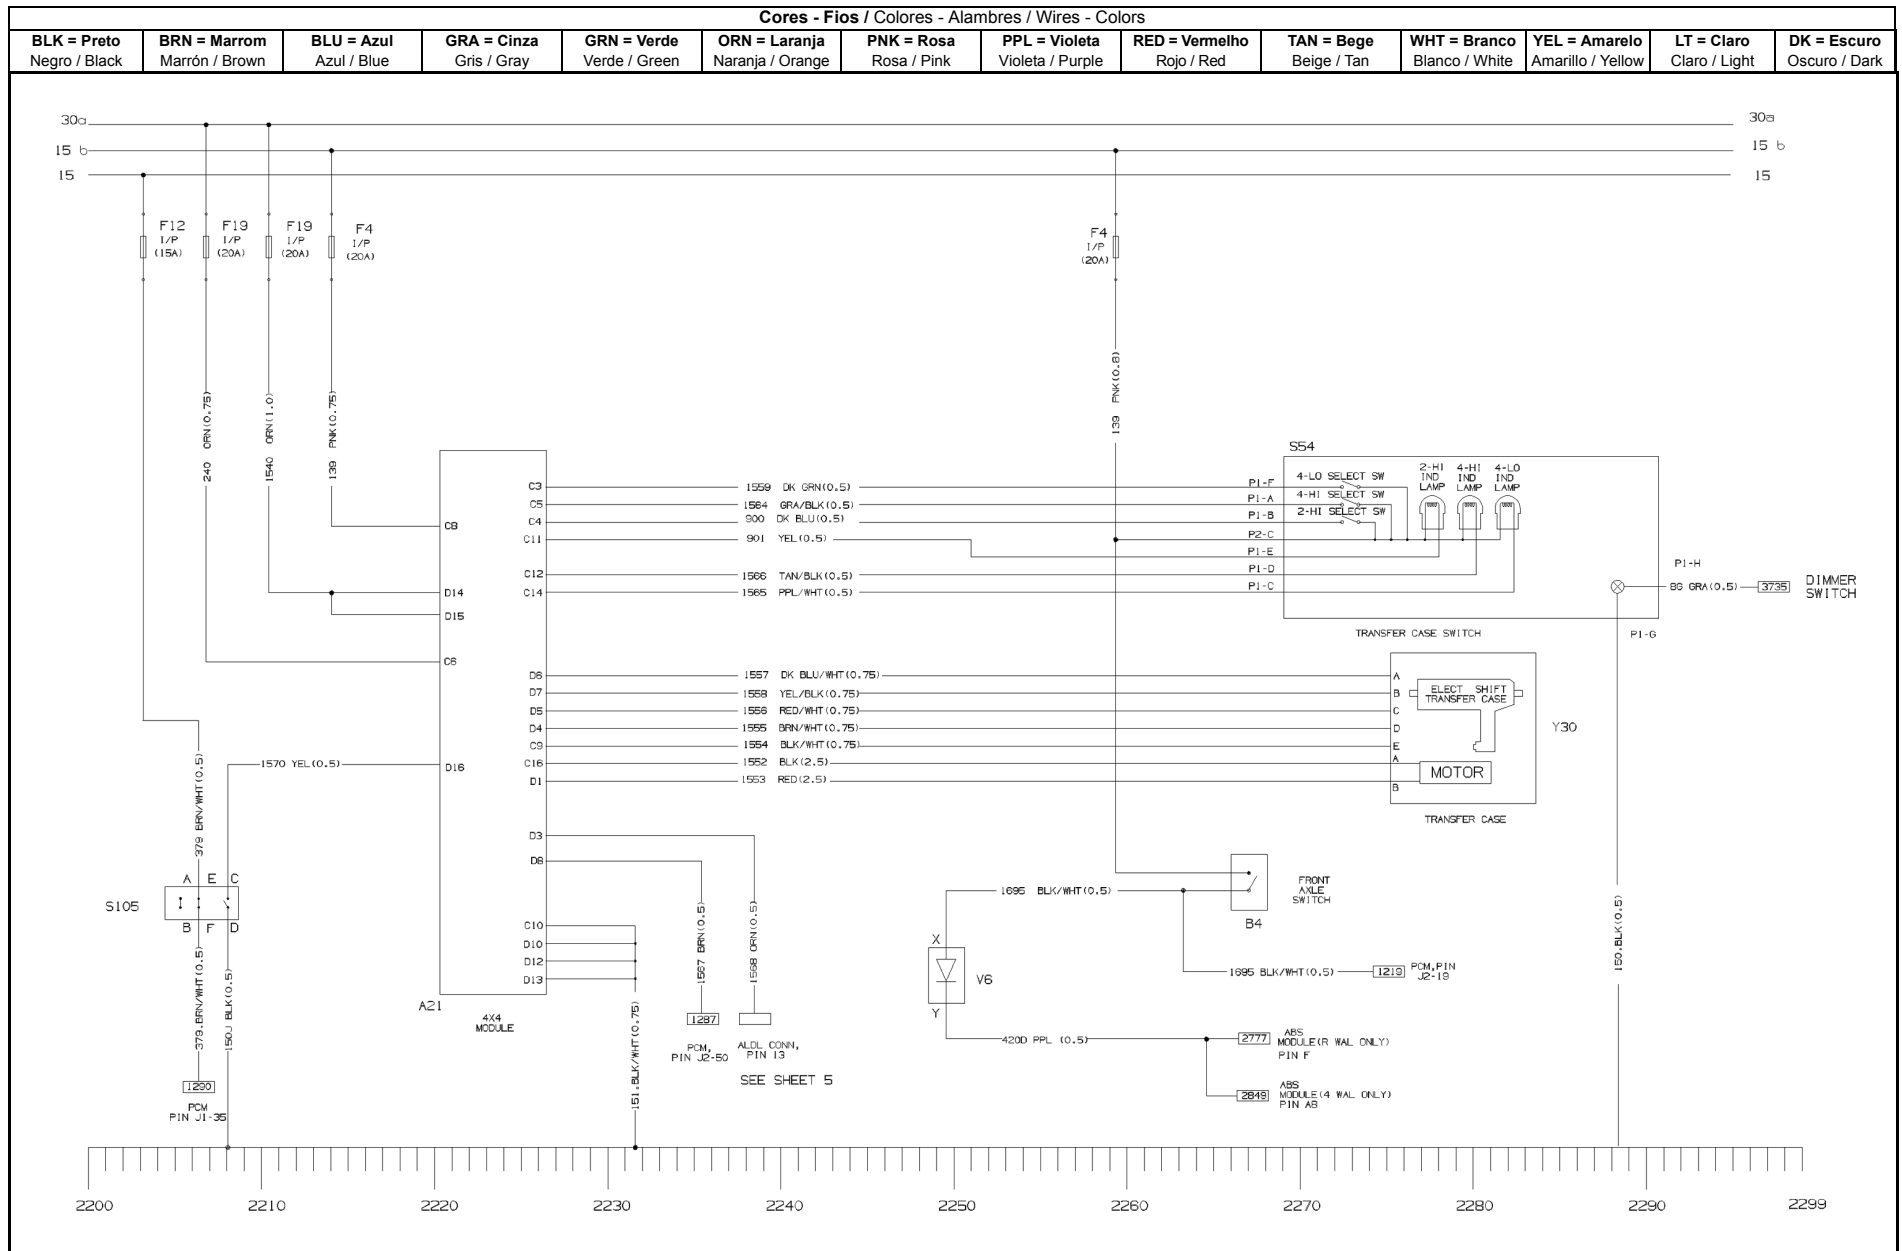 Cores - Fios / Colores - Alambres / Wires - Colors
BLK = Preto BRN = Marrom BLU = Azul GRA = Cinza GRN = Verde ORN = Laranja PNK = Rosa PPL = Violeta RED = Vermelho TAN = Bege WHT = Branco YEL = Amarelo LT = Claro DK = Escuro
Negro / Black Marrón / Brown Azul / Blue Gris / Gray Verde / Green Naranja / Orange Rosa / Pink Violeta / Purple Rojo / Red Beige / Tan Blanco / White Amarillo / Yellow Claro / Light Oscuro / Dark
30a 30a
15 b 15 b
15 15
F12
I/P
(15A)
F19
I/P
(20A)
F19
I/P
(20A)
F4
I/P
(20A)
F4
I/P
(20A)
240 ORN(0.75)
1540 ORN(1.0)
139 PNK(0.75)
139 PNK(0.8)
C8
D14
D15
C6
D16
C3 1559 DK GRN(0.5) P1-F
C5 1564 GRA/BLK(0.5) P1-A
C4 900 DK BLU(0.5) P1-B
P2-C
C11 901 YEL(0.5) P1-E
C12 1566 TAN/BLK(0.5) P1-D
C14 1565 PPL/WHT(0.5) P1-C
S54
4-LO SELECT SW
4-HI SELECT SW
2-HI SELECT SW
2-HI
IND
LAMP
4-HI
IND
LAMP
4-LO
IND
LAMP
P1-H
8G GRA(0.5) 3735
DIMMER
SWITCH
TRANSFER CASE SWITCH
P1-G
D6 1557 DK BLU/WHT(0.75) A
D7 1558 YEL/BLK(0.75) B
D5 1556 RED/WHT(0.75) C
D4 1555 BRN/WHT(0.75) D
C9 1554 BLK/WHT(0.75) E
C16 1552 BLK(2.5) A
D1 1553 RED(2.5) B
ELECT SHIFT
TRANSFER CASE
MOTOR
Y30
TRANSFER CASE
D3
D8
C10
D10
D12
D13
A21
4X4
MODULE
1570 YEL(0.5)
379 BRN/WHT(0.5)
A E C
S105
B F D
379.BRN/WHT(0.5)
150J BLK(0.5)
1290
PCM
PIN J1-35
151.BLK/WHT(0.75)
1567 BRN(0.5)
1568 ORN(0.5)
1287
PCM,
PIN J2-50
ALDL CONN,
PIN 13
SEE SHEET 5
1695 BLK/WHT(0.5)
FRONT
AXLE
SWITCH
B4
X
V6
Y
1695 BLK/WHT(0.5) 1219 PCM,PIN
J2-19
420D PPL (0.5)
2777 ABS
MODULE(R WAL ONLY)
PIN F
2849 ABS
MODULE(4 WAL ONLY)
PIN A8
150.BLK(0.5)
2200 2210 2220 2230 2240 2250 2260 2270 2280 2290 2299